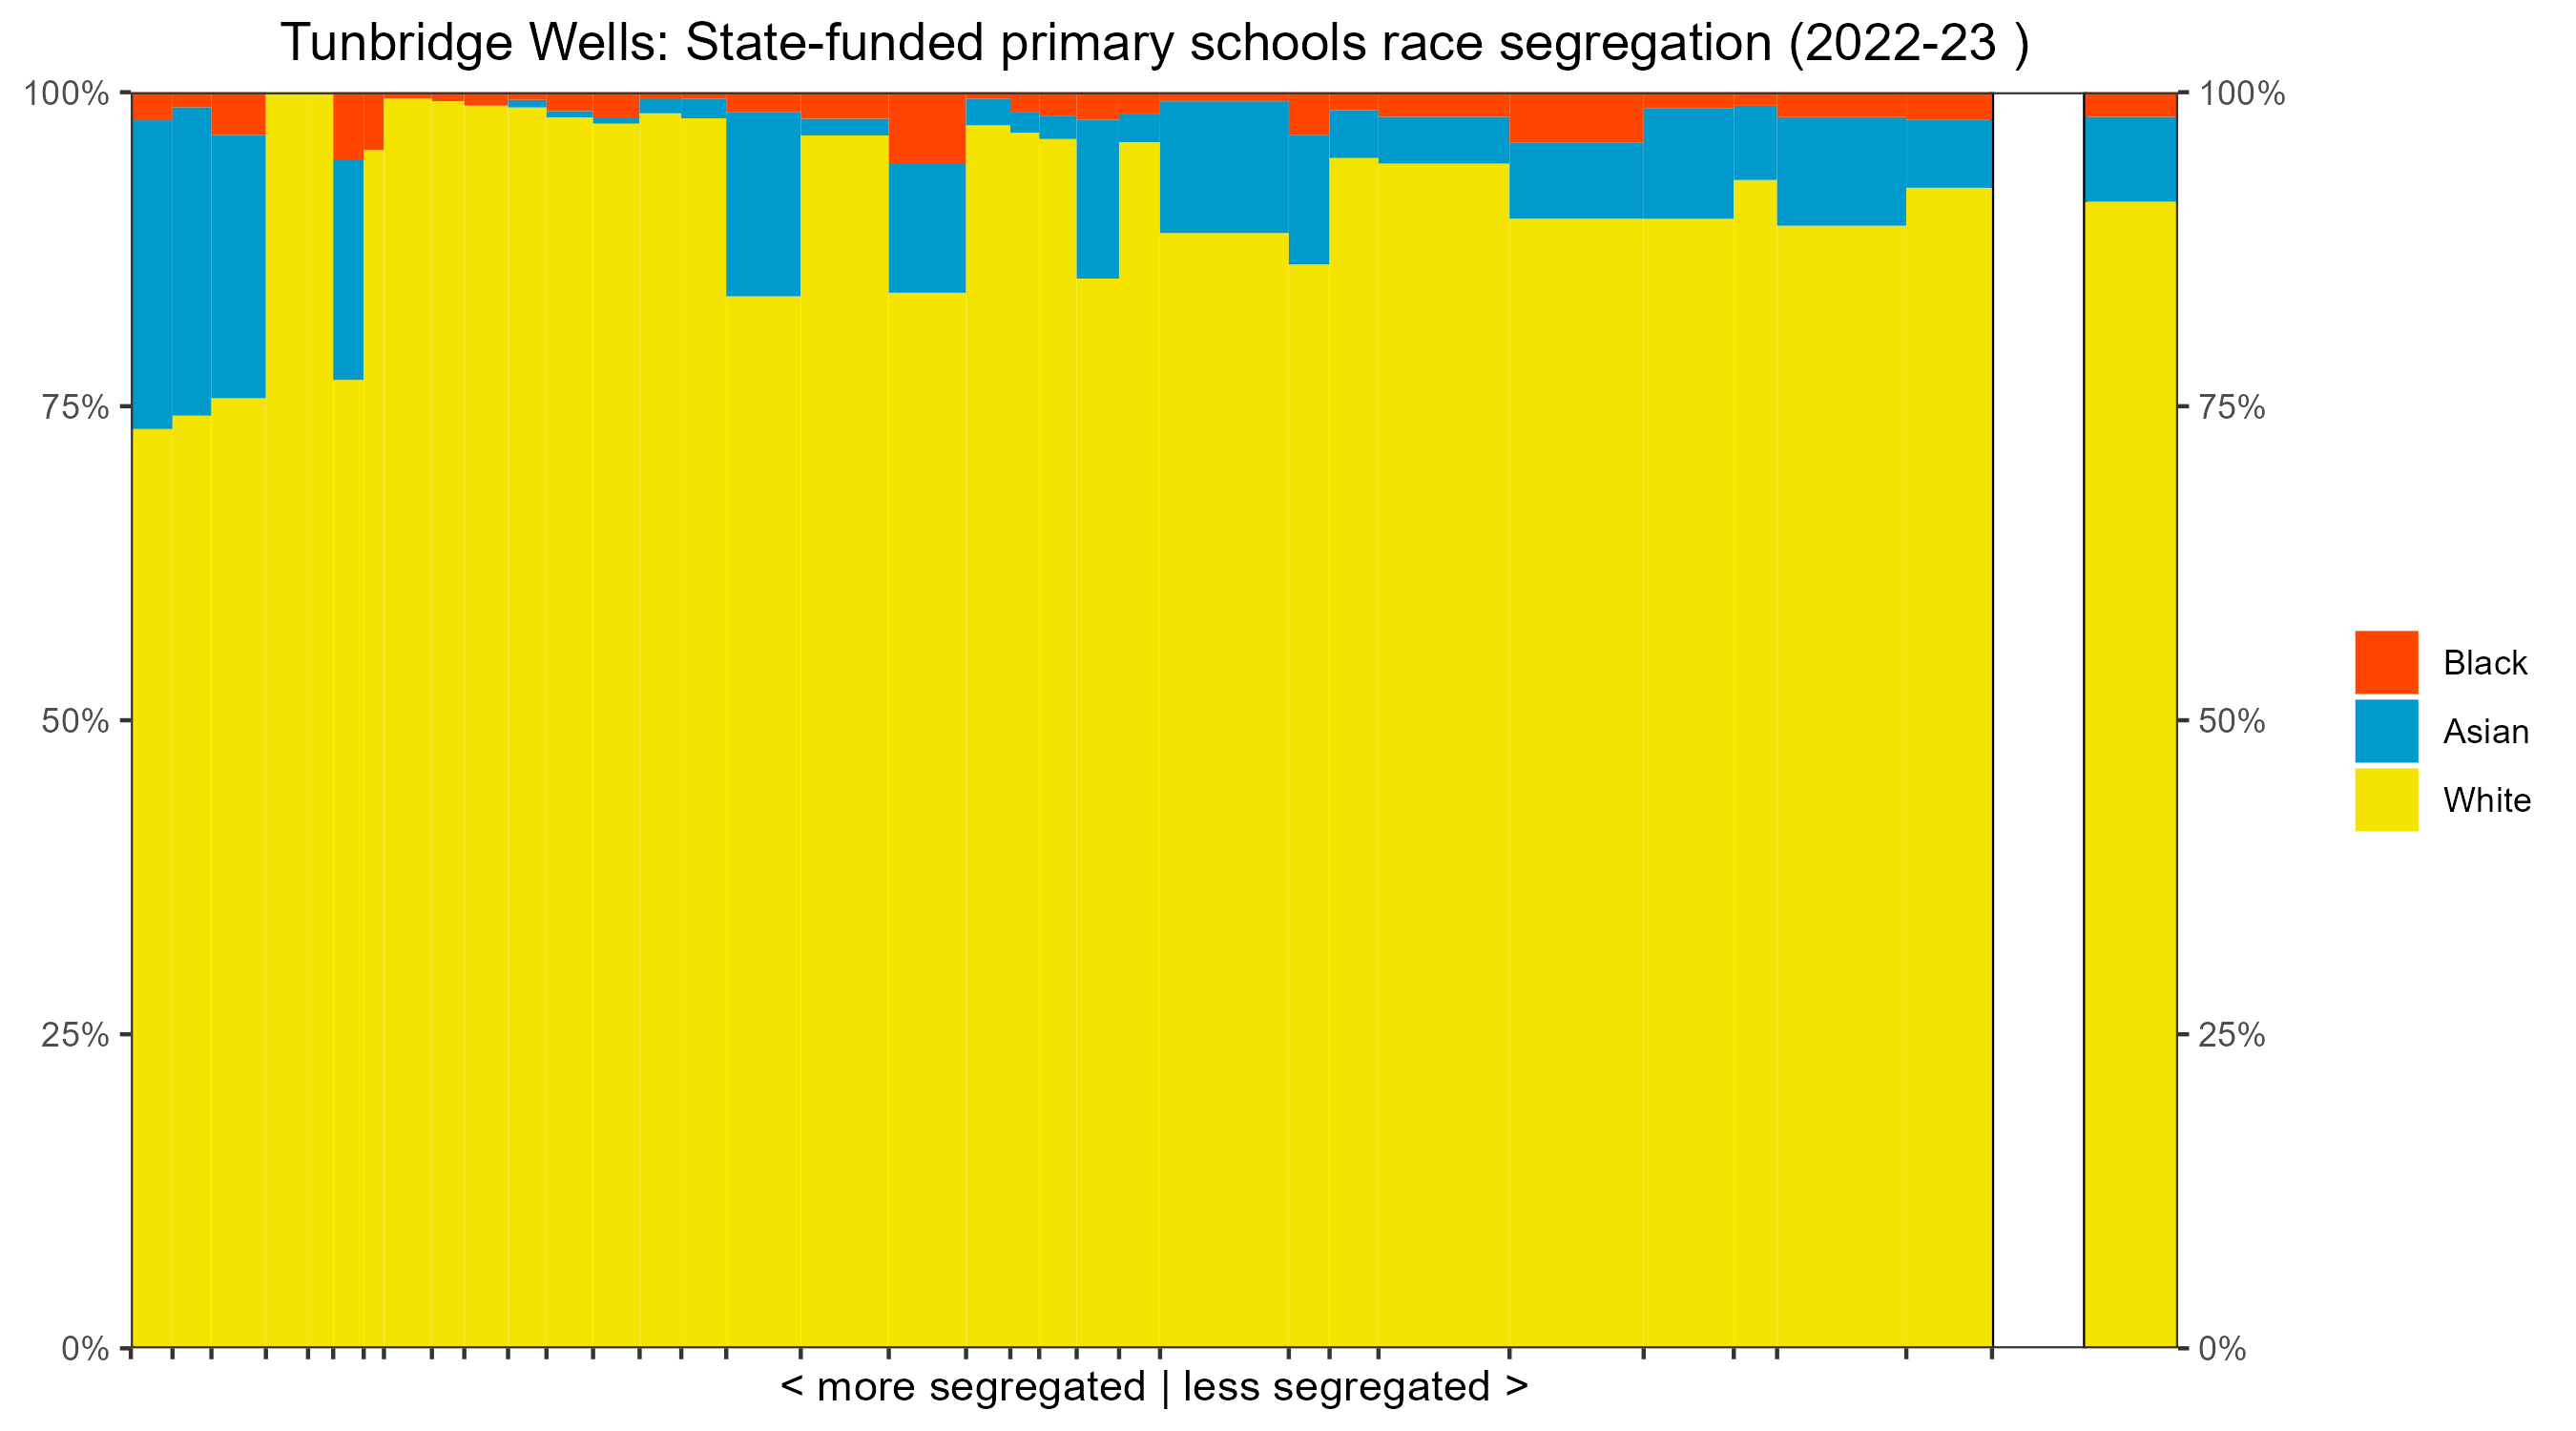 Tunbridge Wells: State-funded primary schools race segregation (2022-23 )
100%
75%
50%
25%
0%
100%
75%
50%
25%
0%
Black
Asian
White
< more segregated | less segregated >